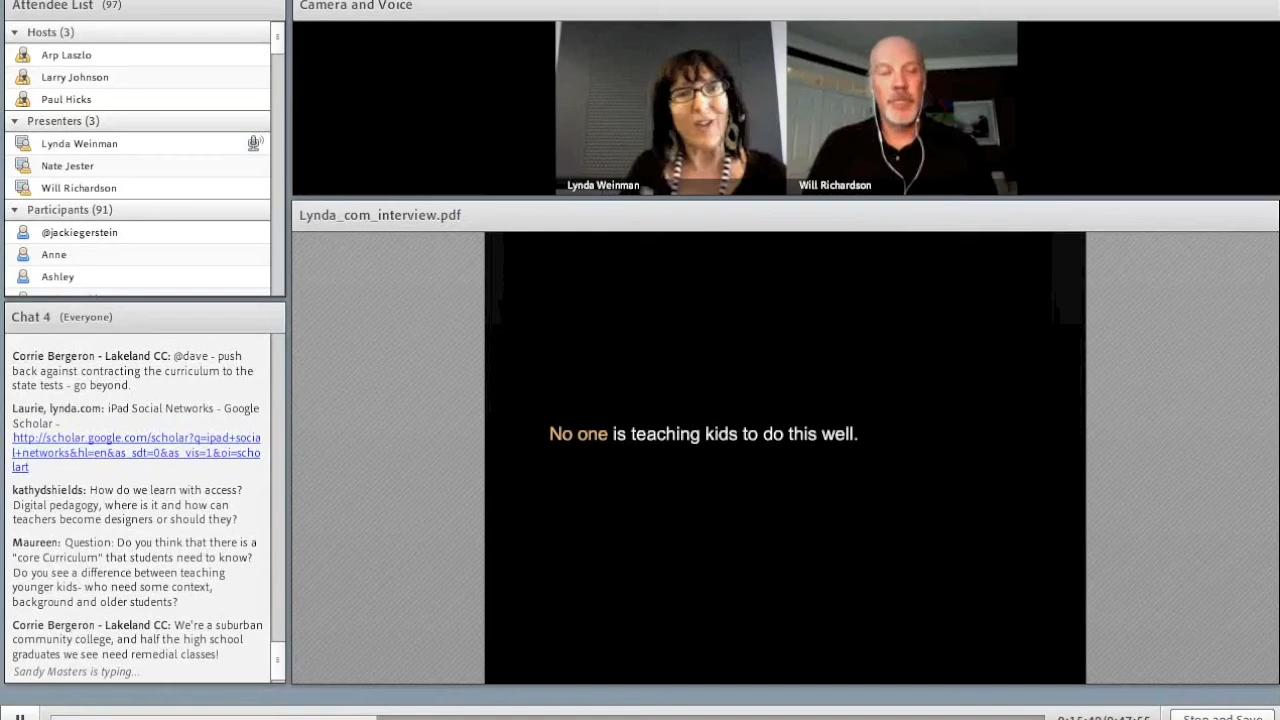 Attendee List (97)
Hosts (3)
Arp Laszlo
Larry Johnson
Paul Hicks
Presenters (3)
Lynda Weinman
Nate Jester
Will Richardson
Participants (91)
@jackiegerstein
Anne
Ashley
Chat 4 (Everyone)
Corrie Bergeron - Lakeland CC: @dave - push
back against contracting the curriculum to the
state tests - go beyond.
Laurie, lynda.com: iPad Social Networks - Google
Scholar -
http://scholar.google.com/scholar?q=ipad+socia
l+networks&hl=en&as_sdt=0&as_vis=1&oi=scho
lart
kathydshields: How do we learn with access?
Digital pedagogy, where is it and how can
teachers become designers or should they?
Maureen: Question: Do you think that there is a
"core Curriculum" that students need to know?
Do you see a difference between teaching
younger kids- who need some context,
background and older students?
Corrie Bergeron - Lakeland CC: We're a suburban
community college, and half the high school
graduates we see need remedial classes!
Sandy Masters is typing...
Camera and Voice
Lynda Weinman
Will Richardson
Lynda_com_interview.pdf
No one is teaching kids to do this well.
Stop and Save